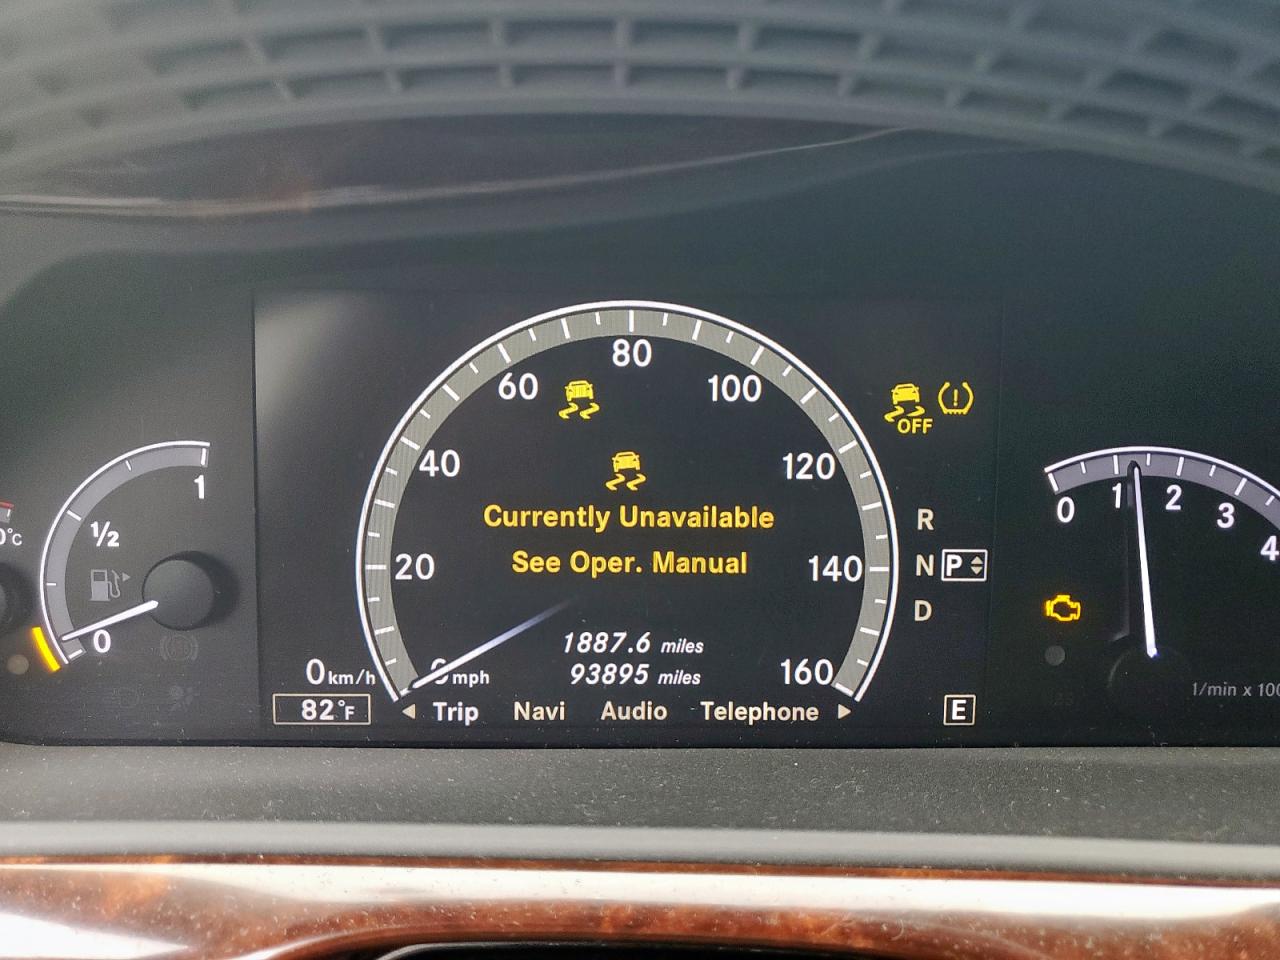 80
60
100
OFF
40
120
1
0
1
2
3
4
Currently Unavailable
½
R
See Oper. Manual
20
140
N
P
D
0
1887.6 miles
0 km/h
mph
93895 miles
160
1/min x 100
82°F
Trip
Navi
Audio
Telephone
E